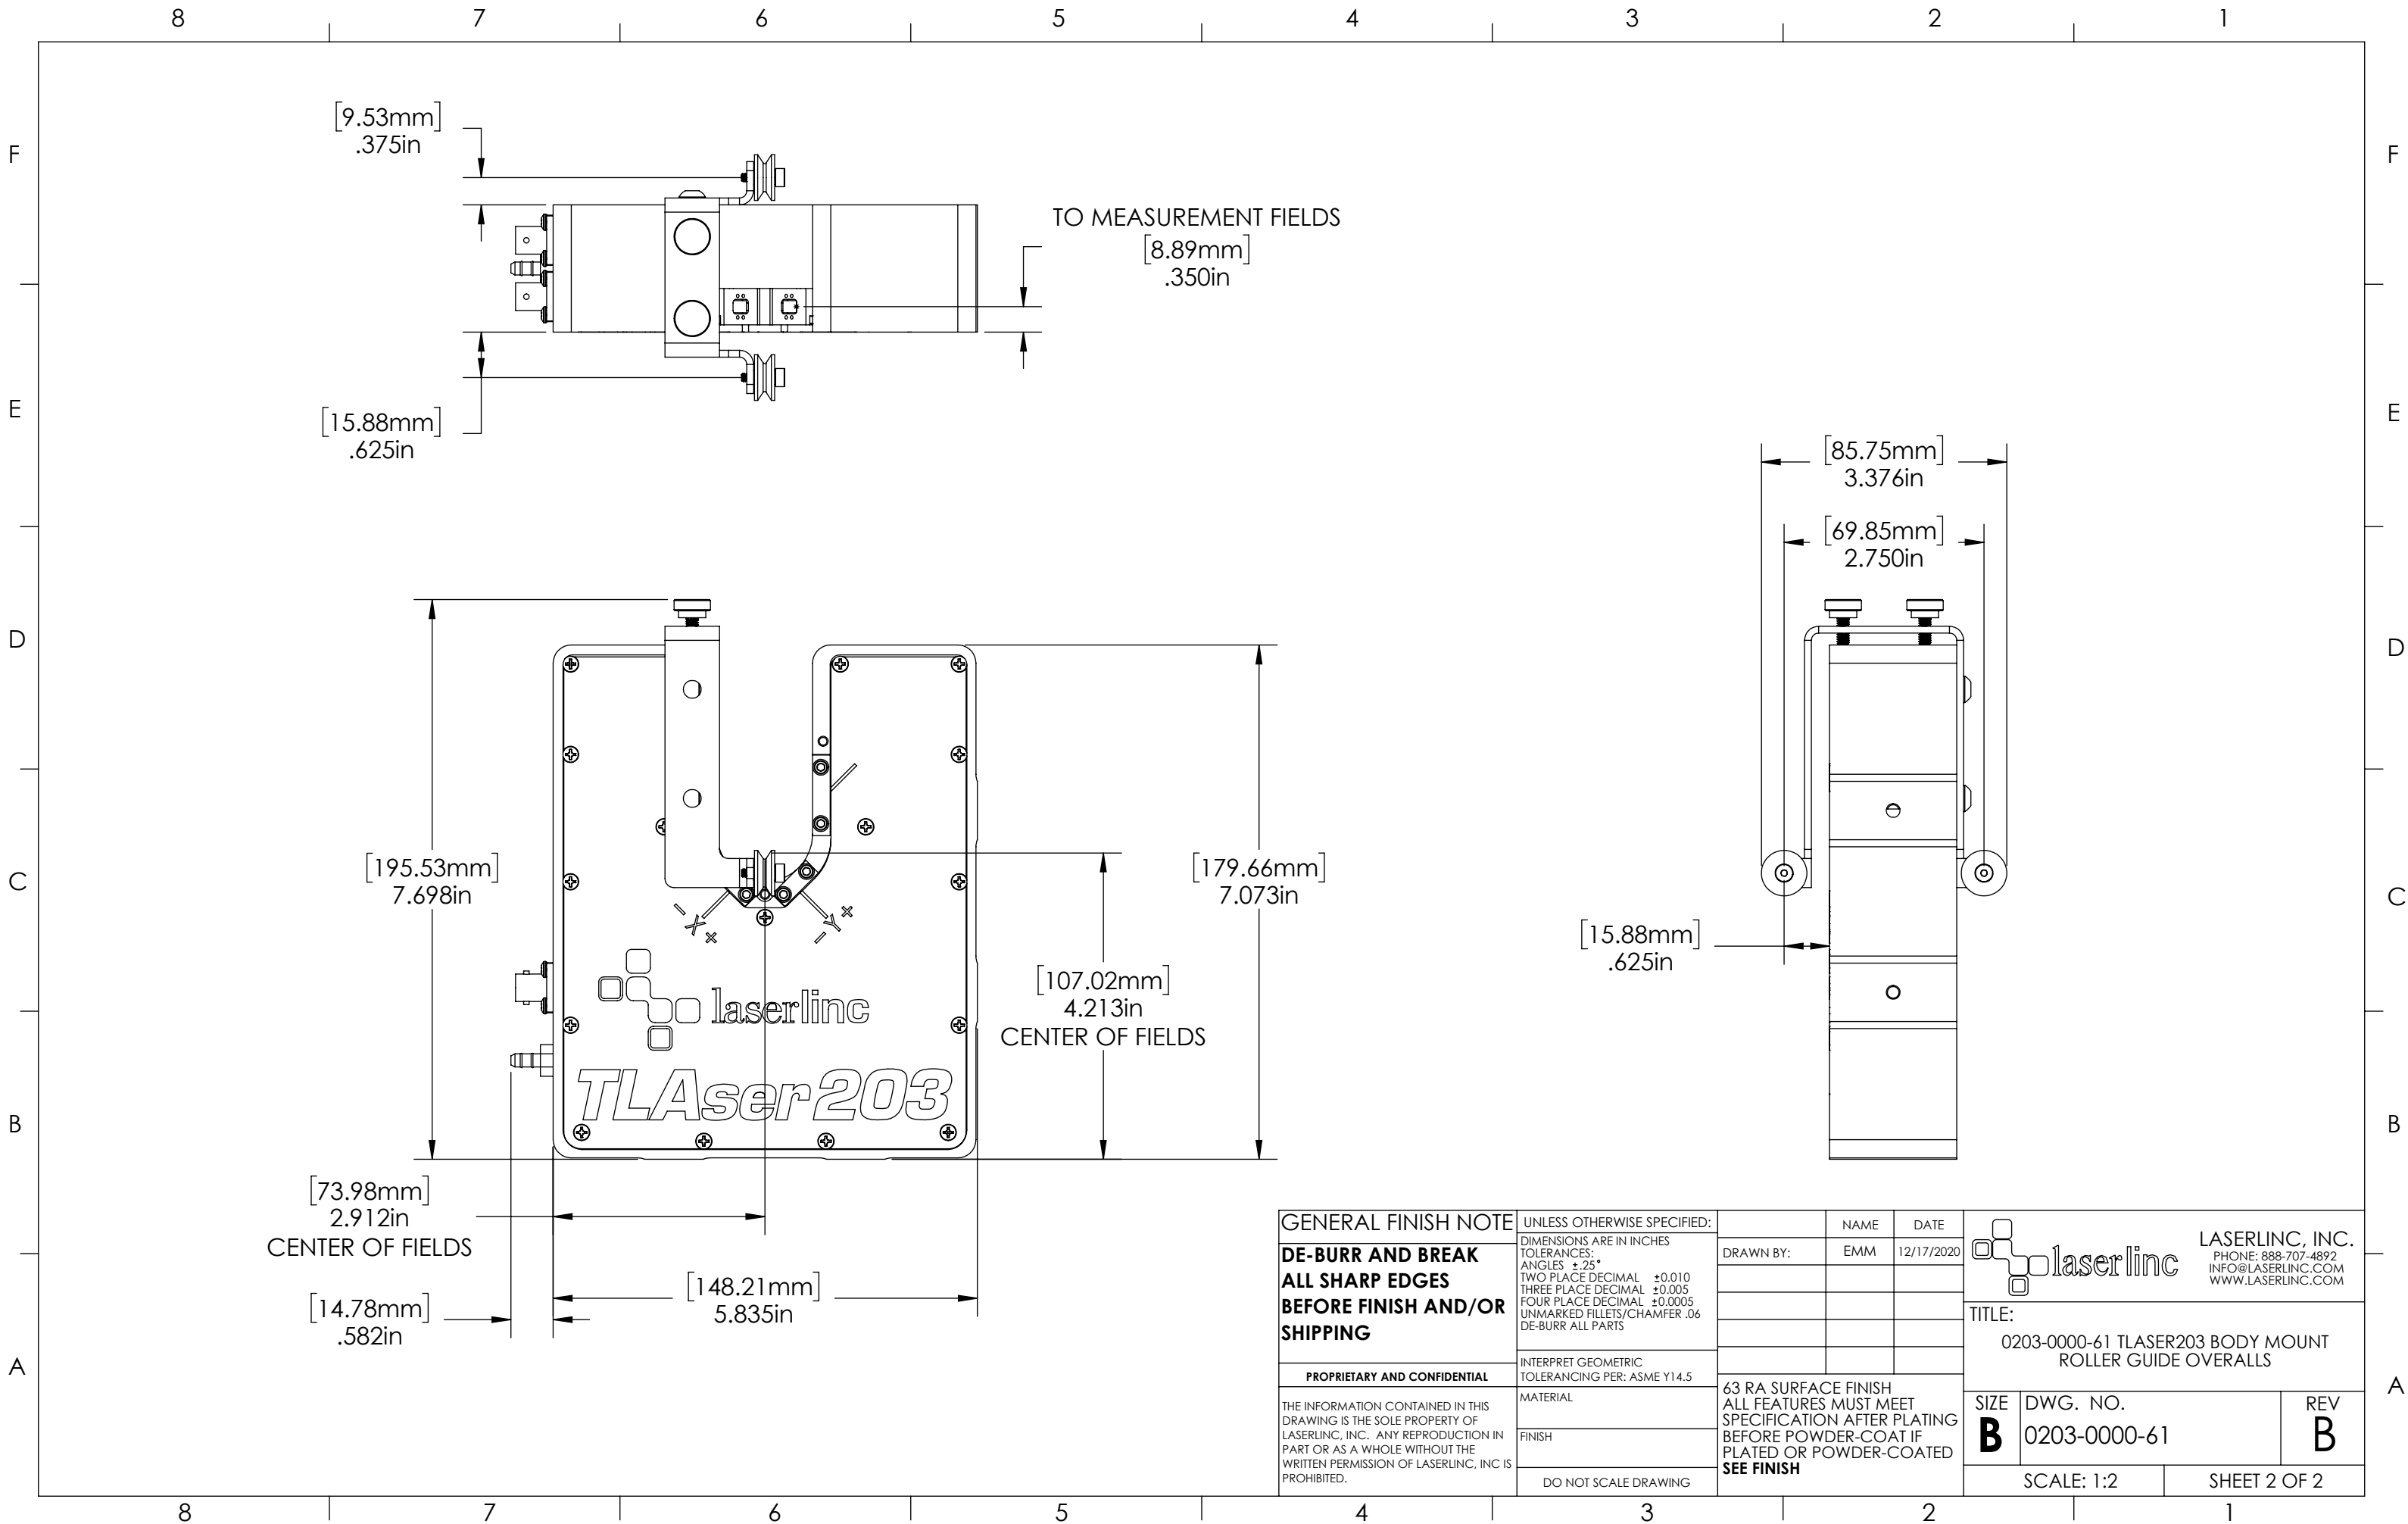 8 7 6 5 4 3 2 1
F F
E E
D D
C C
B B
A A
[9.53mm]
.375in
TO MEASUREMENT FIELDS
[8.89mm]
.350in
[15.88mm]
.625in
[85.75mm]
3.376in
[69.85mm]
2.750in
[15.88mm]
.625in
[195.53mm]
7.698in
[179.66mm]
7.073in
[107.02mm]
4.213in
CENTER OF FIELDS
- X +
- Y +
laserlinc
TLAser203
[73.98mm]
2.912in
CENTER OF FIELDS
[148.21mm]
5.835in
[14.78mm]
.582in
GENERAL FINISH NOTE
DE-BURR AND BREAK
ALL SHARP EDGES
BEFORE FINISH AND/OR
SHIPPING
PROPRIETARY AND CONFIDENTIAL
THE INFORMATION CONTAINED IN THIS
DRAWING IS THE SOLE PROPERTY OF
LASERLINC, INC. ANY REPRODUCTION IN
PART OR AS A WHOLE WITHOUT THE
WRITTEN PERMISSION OF LASERLINC, INC IS
PROHIBITED.
UNLESS OTHERWISE SPECIFIED:
DIMENSIONS ARE IN INCHES
TOLERANCES:
ANGLES ±.25°
TWO PLACE DECIMAL ±0.010
THREE PLACE DECIMAL ±0.005
FOUR PLACE DECIMAL ±0.0005
UNMARKED FILLETS/CHAMFER .06
DE-BURR ALL PARTS
INTERPRET GEOMETRIC
TOLERANCING PER: ASME Y14.5
MATERIAL
FINISH
DO NOT SCALE DRAWING
NAME DATE
DRAWN BY: EMM 12/17/2020
63 RA SURFACE FINISH
ALL FEATURES MUST MEET
SPECIFICATION AFTER PLATING
BEFORE POWDER-COAT IF
PLATED OR POWDER-COATED
SEE FINISH
laserlinc
LASERLINC, INC.
PHONE: 888-707-4892
INFO@LASERLINC.COM
WWW.LASERLINC.COM
TITLE:
0203-0000-61 TLASER203 BODY MOUNT
ROLLER GUIDE OVERALLS
SIZE DWG. NO. REV
B 0203-0000-61 B
SCALE: 1:2 SHEET 2 OF 2
8 7 6 5 4 3 2 1